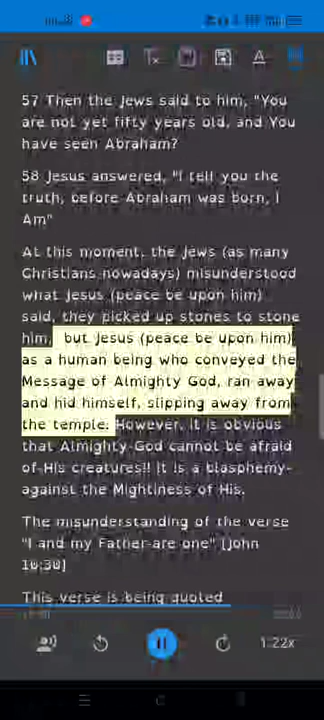 57 Then the Jews said to him, "You
are not yet fifty years old, and You
have seen Abraham?
58 Jesus answered, "I tell you the
truth, before Abraham was born, I
Am"
At this moment, the Jews (as many
Christians nowadays) misunderstood
what Jesus (peace be upon him)
said, they picked up stones to stone
him, but Jesus (peace be upon him)
as a human being who conveyed the
Message of Almighty God, ran away
and hid himself, slipping away from
the temple. However, it is obvious
that Almighty God cannot be afraid
of His creatures!! It is a blasphemy
against the Mightiness of His.
The misunderstanding of the verse
"I and my Father are one" [John
10:30]
This verse is being quoted
1.22x